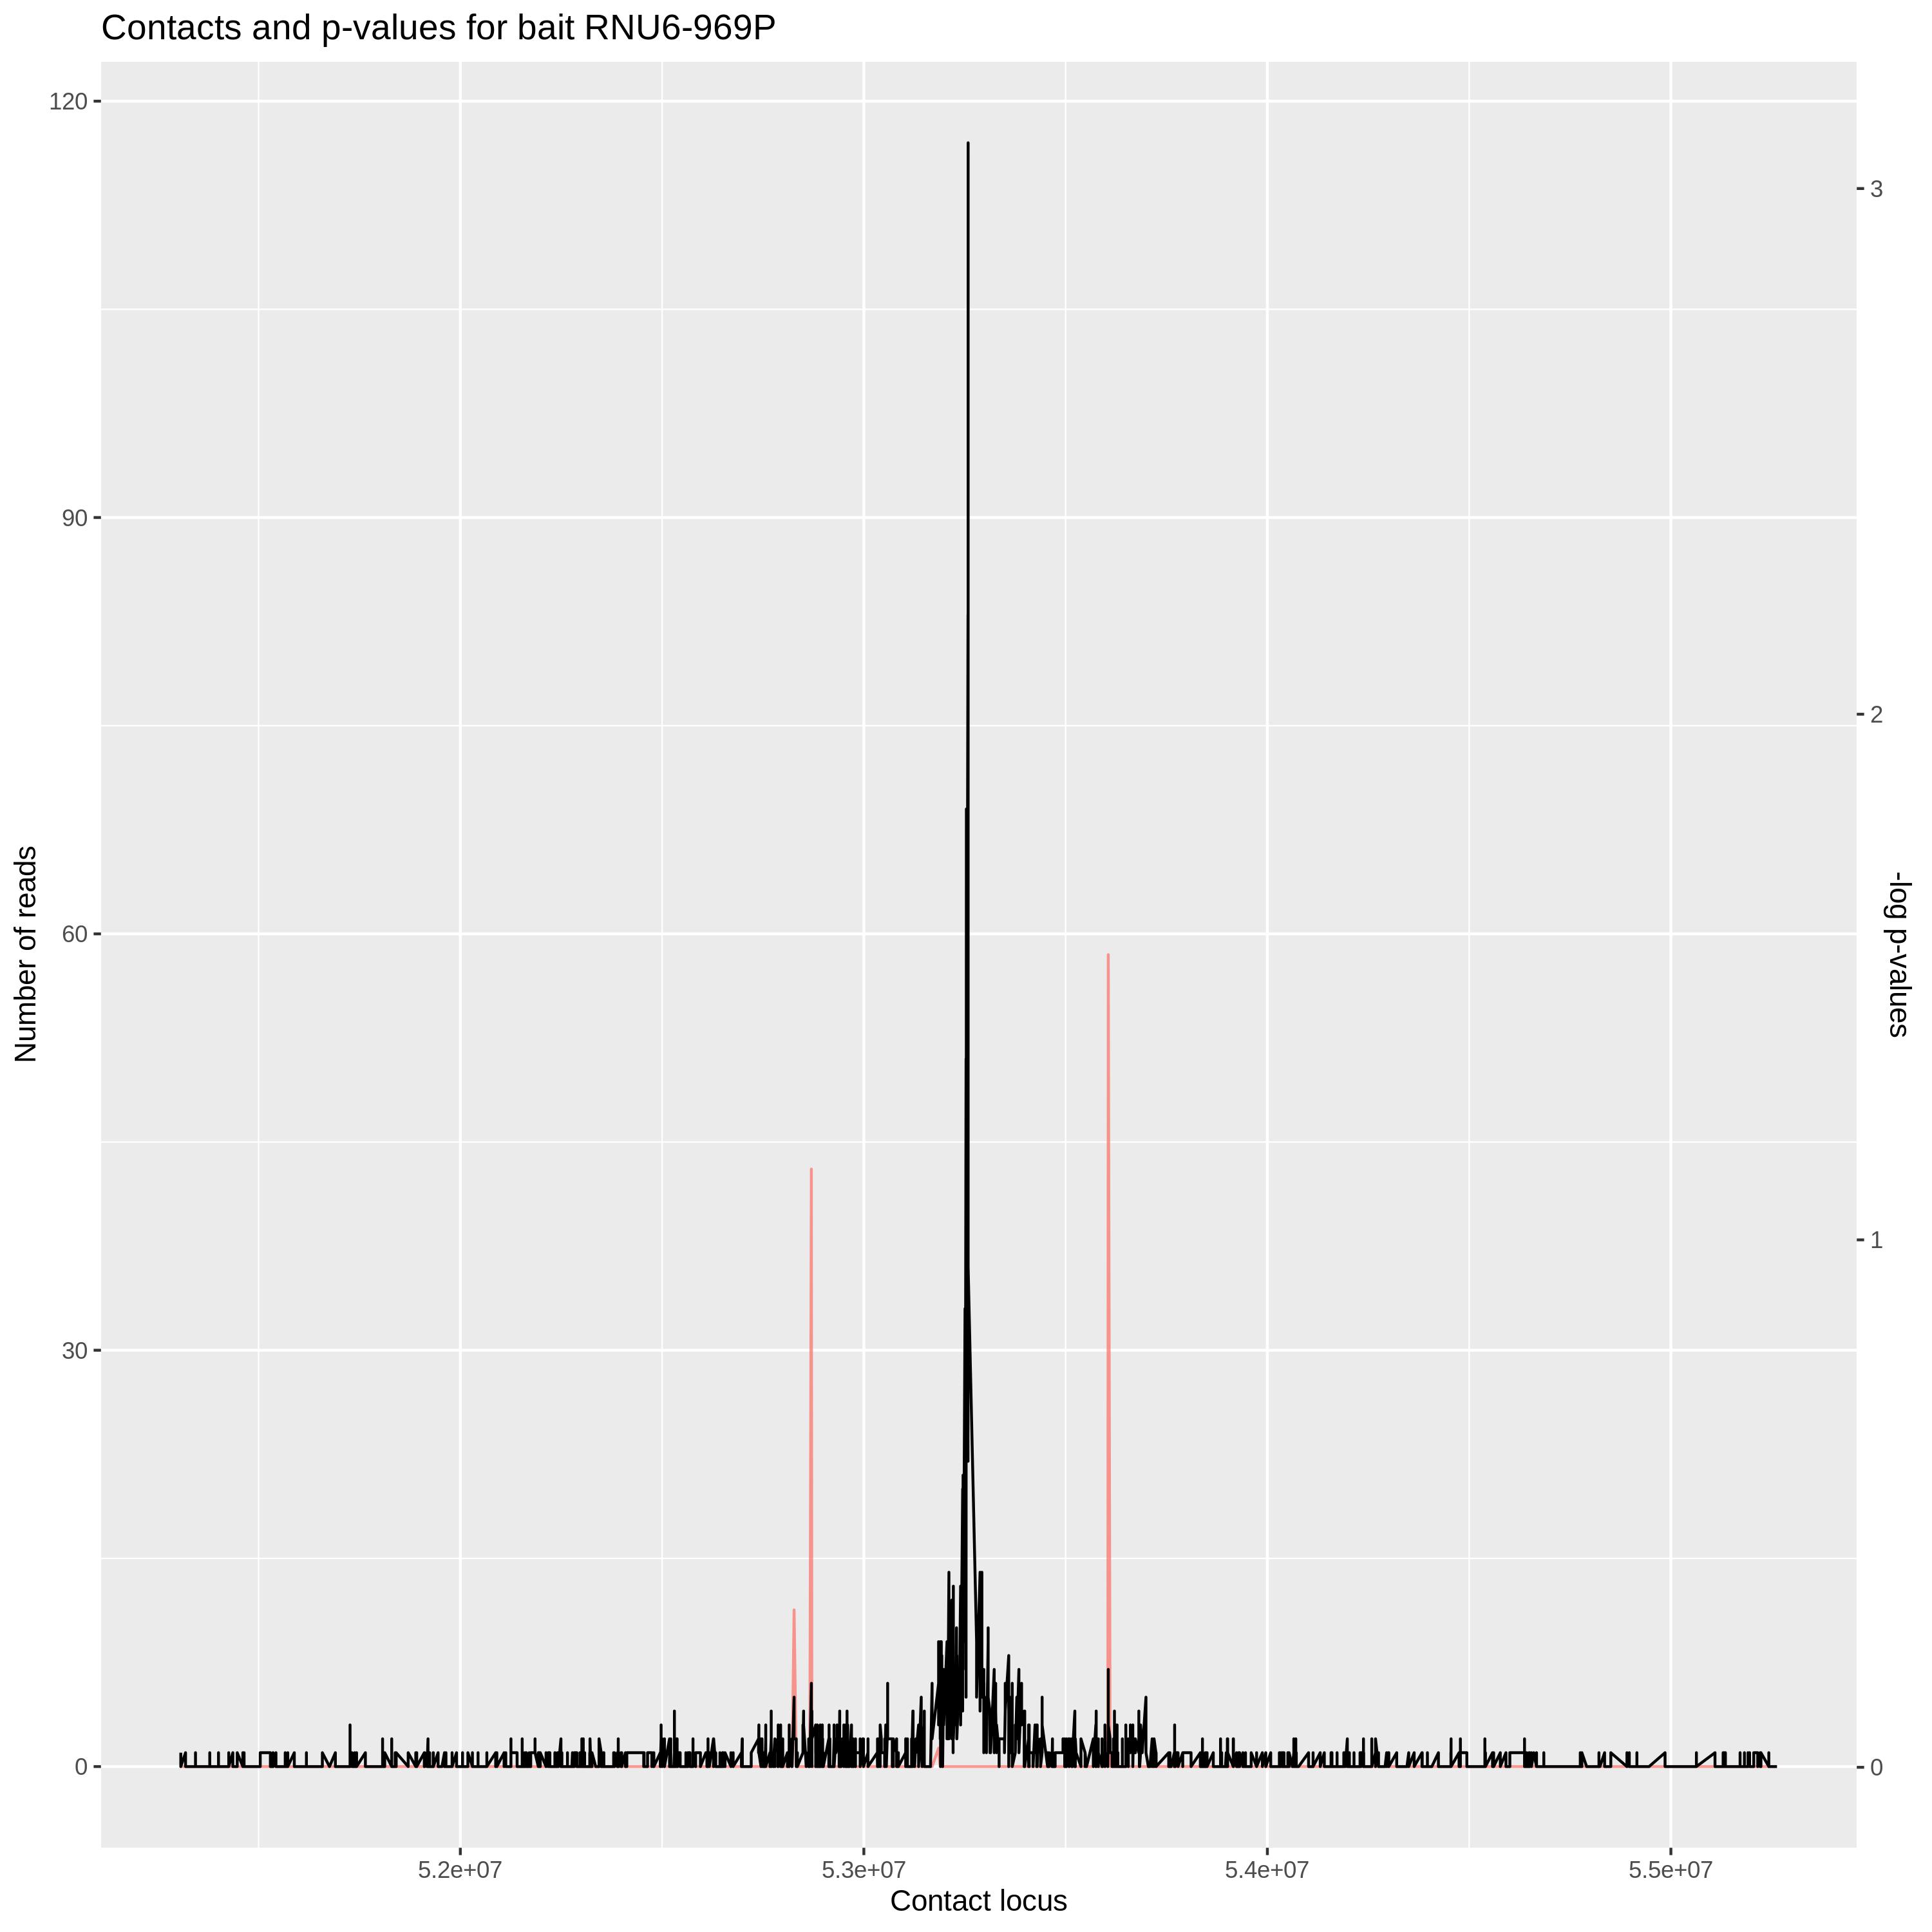 Contacts and p-values for bait RNU6-969P
120
90
60
30
0
Number of reads
3
2
1
0
-log p-values
5.2e+07 5.3e+07 5.4e+07 5.5e+07
Contact locus